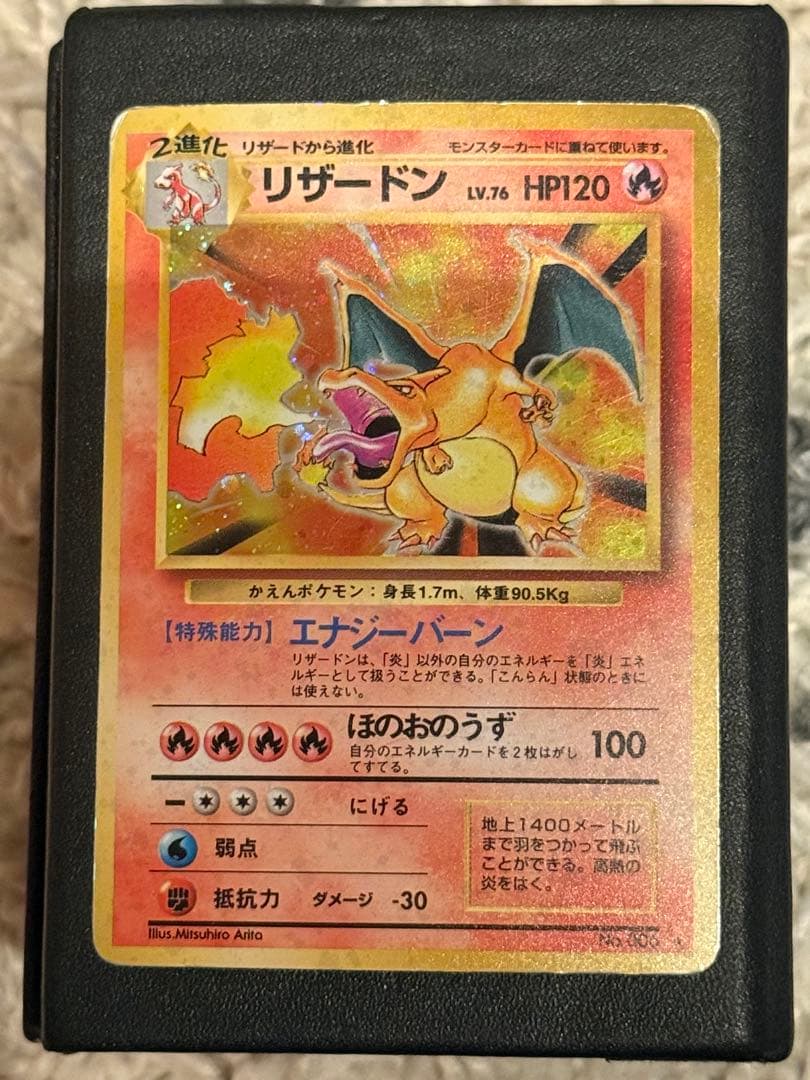 2進化 リザードから進化 モンスターカードに重ねて使います。
リザードン LV.76 HP120
かえんポケモン：身長1.7m、体重90.5Kg
【特殊能力】エナジーバーン
リザードンは、「炎」以外の自分のエネルギーを「炎」エネ
ルギーとして扱うことができる。「こんらん」状態のときに
は使えない。
ほのおのうず 100
自分のエネルギーカードを2枚はがし
てすてる。
にげる
弱点
抵抗力 ダメージ -30
地上1400メートル
まで羽をつかって飛ぶ
ことができる。高熱の
炎をはく。
Illus.Mitsuhiro Arita
No.006